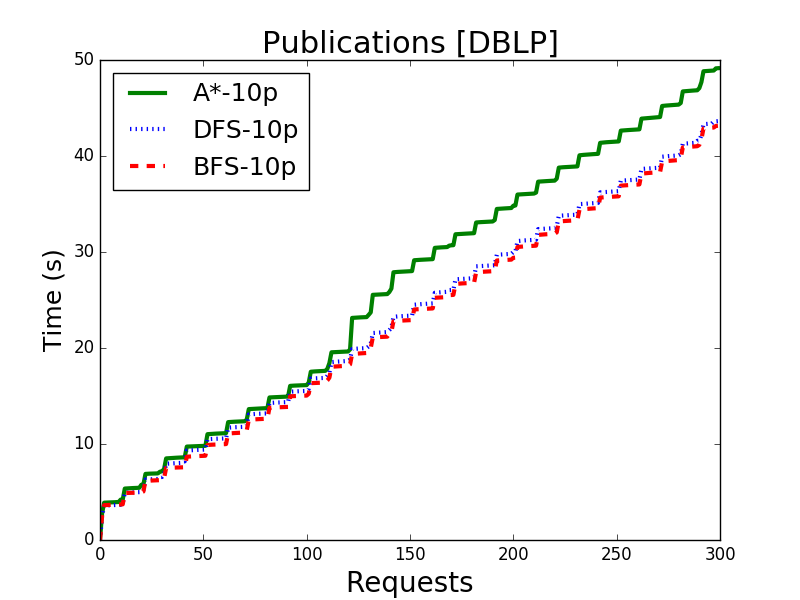 Publications [DBLP]
50
40
30
20
10
0
Time (s)
A*-10p
DFS-10p
BFS-10p
0 50 100 150 200 250 300
Requests